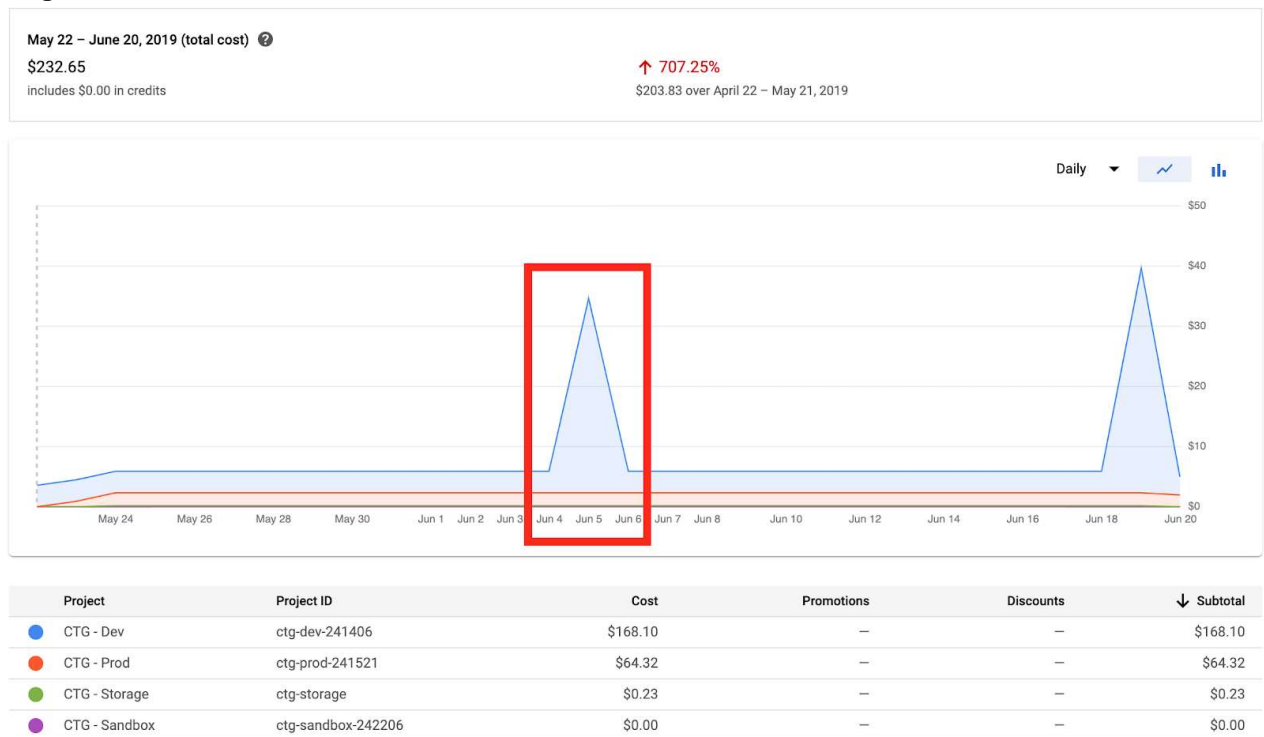 May 22 – June 20, 2019 (total cost) ?
$232.65
↑ 707.25%
includes $0.00 in credits
$203.83 over April 22 – May 21, 2019
Daily
$50
$40
$30
$20
$10
$0
May 24 May 26 May 28 May 30 Jun 1 Jun 2 Jun 3 Jun 4 Jun 5 Jun 6 Jun 7 Jun 8 Jun 10 Jun 12 Jun 14 Jun 16 Jun 18 Jun 20
Project Project ID Cost Promotions Discounts ↓ Subtotal
CTG - Dev ctg-dev-241406 $168.10 — — $168.10
CTG - Prod ctg-prod-241521 $64.32 — — $64.32
CTG - Storage ctg-storage $0.23 — — $0.23
CTG - Sandbox ctg-sandbox-242206 $0.00 — — $0.00